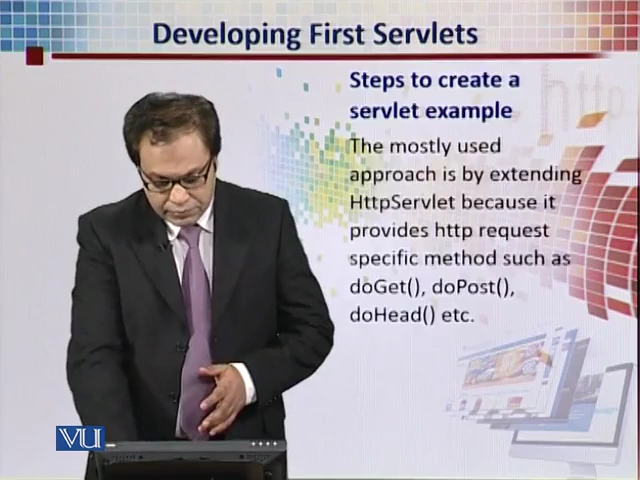 Developing First Servlets
Steps to create a
servlet example
The mostly used
approach is by extending
HttpServlet because it
provides http request
specific method such as
doGet(), doPost(),
doHead() etc.
http
VU